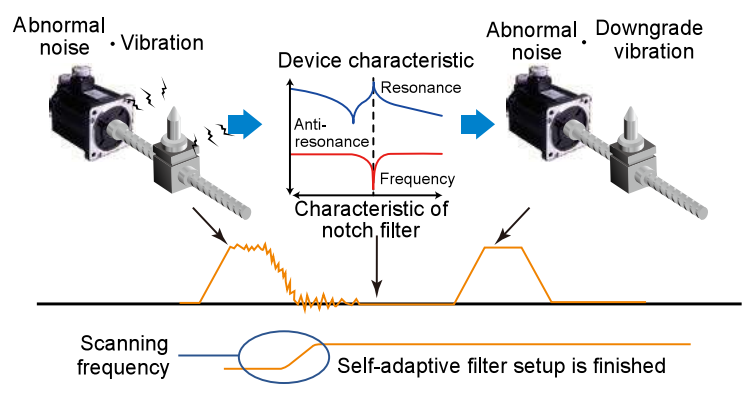 Abnormal
noise · Vibration
Device characteristic
Resonance
Anti-
resonance
Frequency
Characteristic of
notch filter
Abnormal · Downgrade
noise vibration
Scanning
frequency
Self-adaptive filter setup is finished